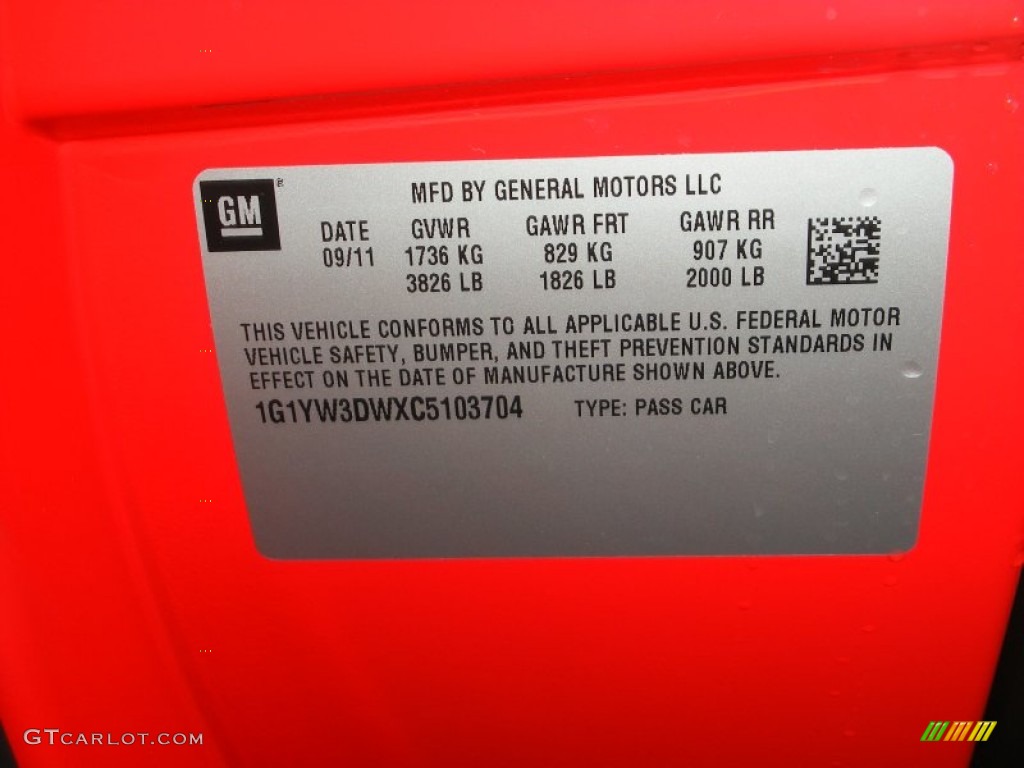 GM®
MFD BY GENERAL MOTORS LLC
DATE GVWR GAWR FRT GAWR RR
09/11 1736 KG 829 KG 907 KG
3826 LB 1826 LB 2000 LB
THIS VEHICLE CONFORMS TO ALL APPLICABLE U.S. FEDERAL MOTOR
VEHICLE SAFETY, BUMPER, AND THEFT PREVENTION STANDARDS IN
EFFECT ON THE DATE OF MANUFACTURE SHOWN ABOVE.
1G1YW3DWXC5103704 TYPE: PASS CAR
GTCARLOT.COM